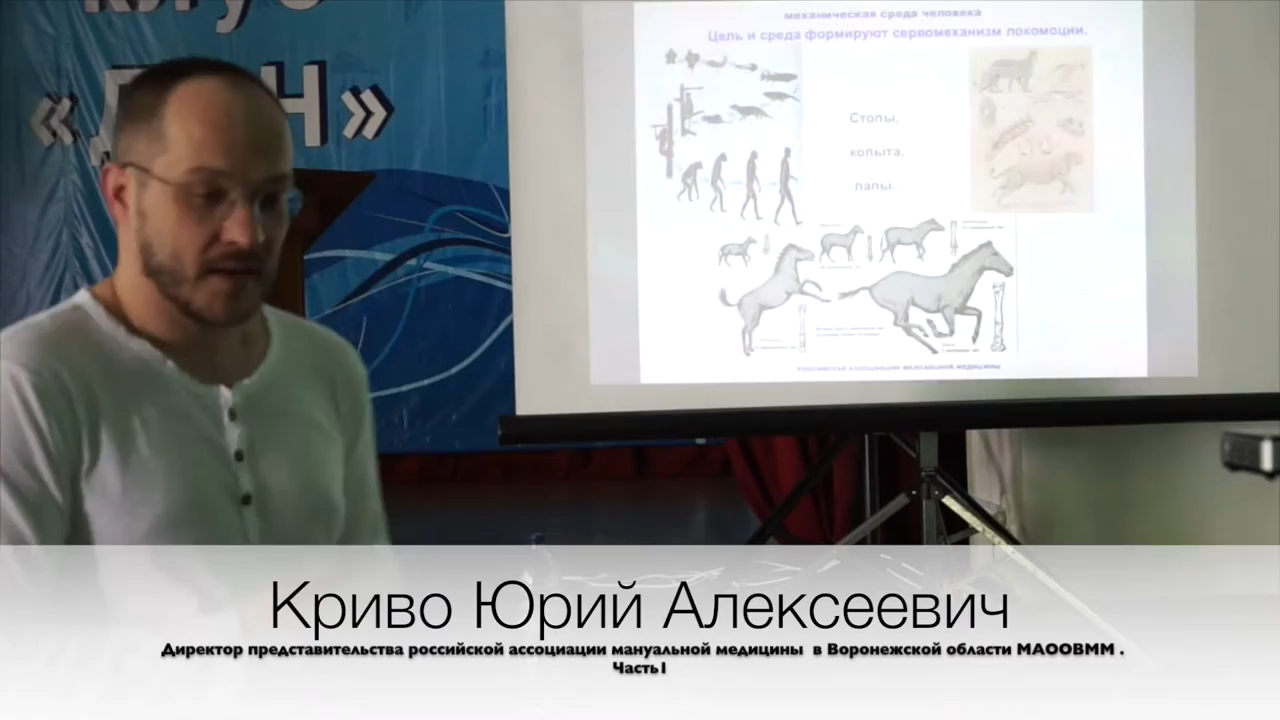 механическая среда человека
Цель и среда формируют сервомеханизм локомоции.
Стопы,
копыта,
лапы.
Криво Юрий Алексеевич
Директор представительства российской ассоциации мануальной медицины в Воронежской области МАООВММ .
Часть1